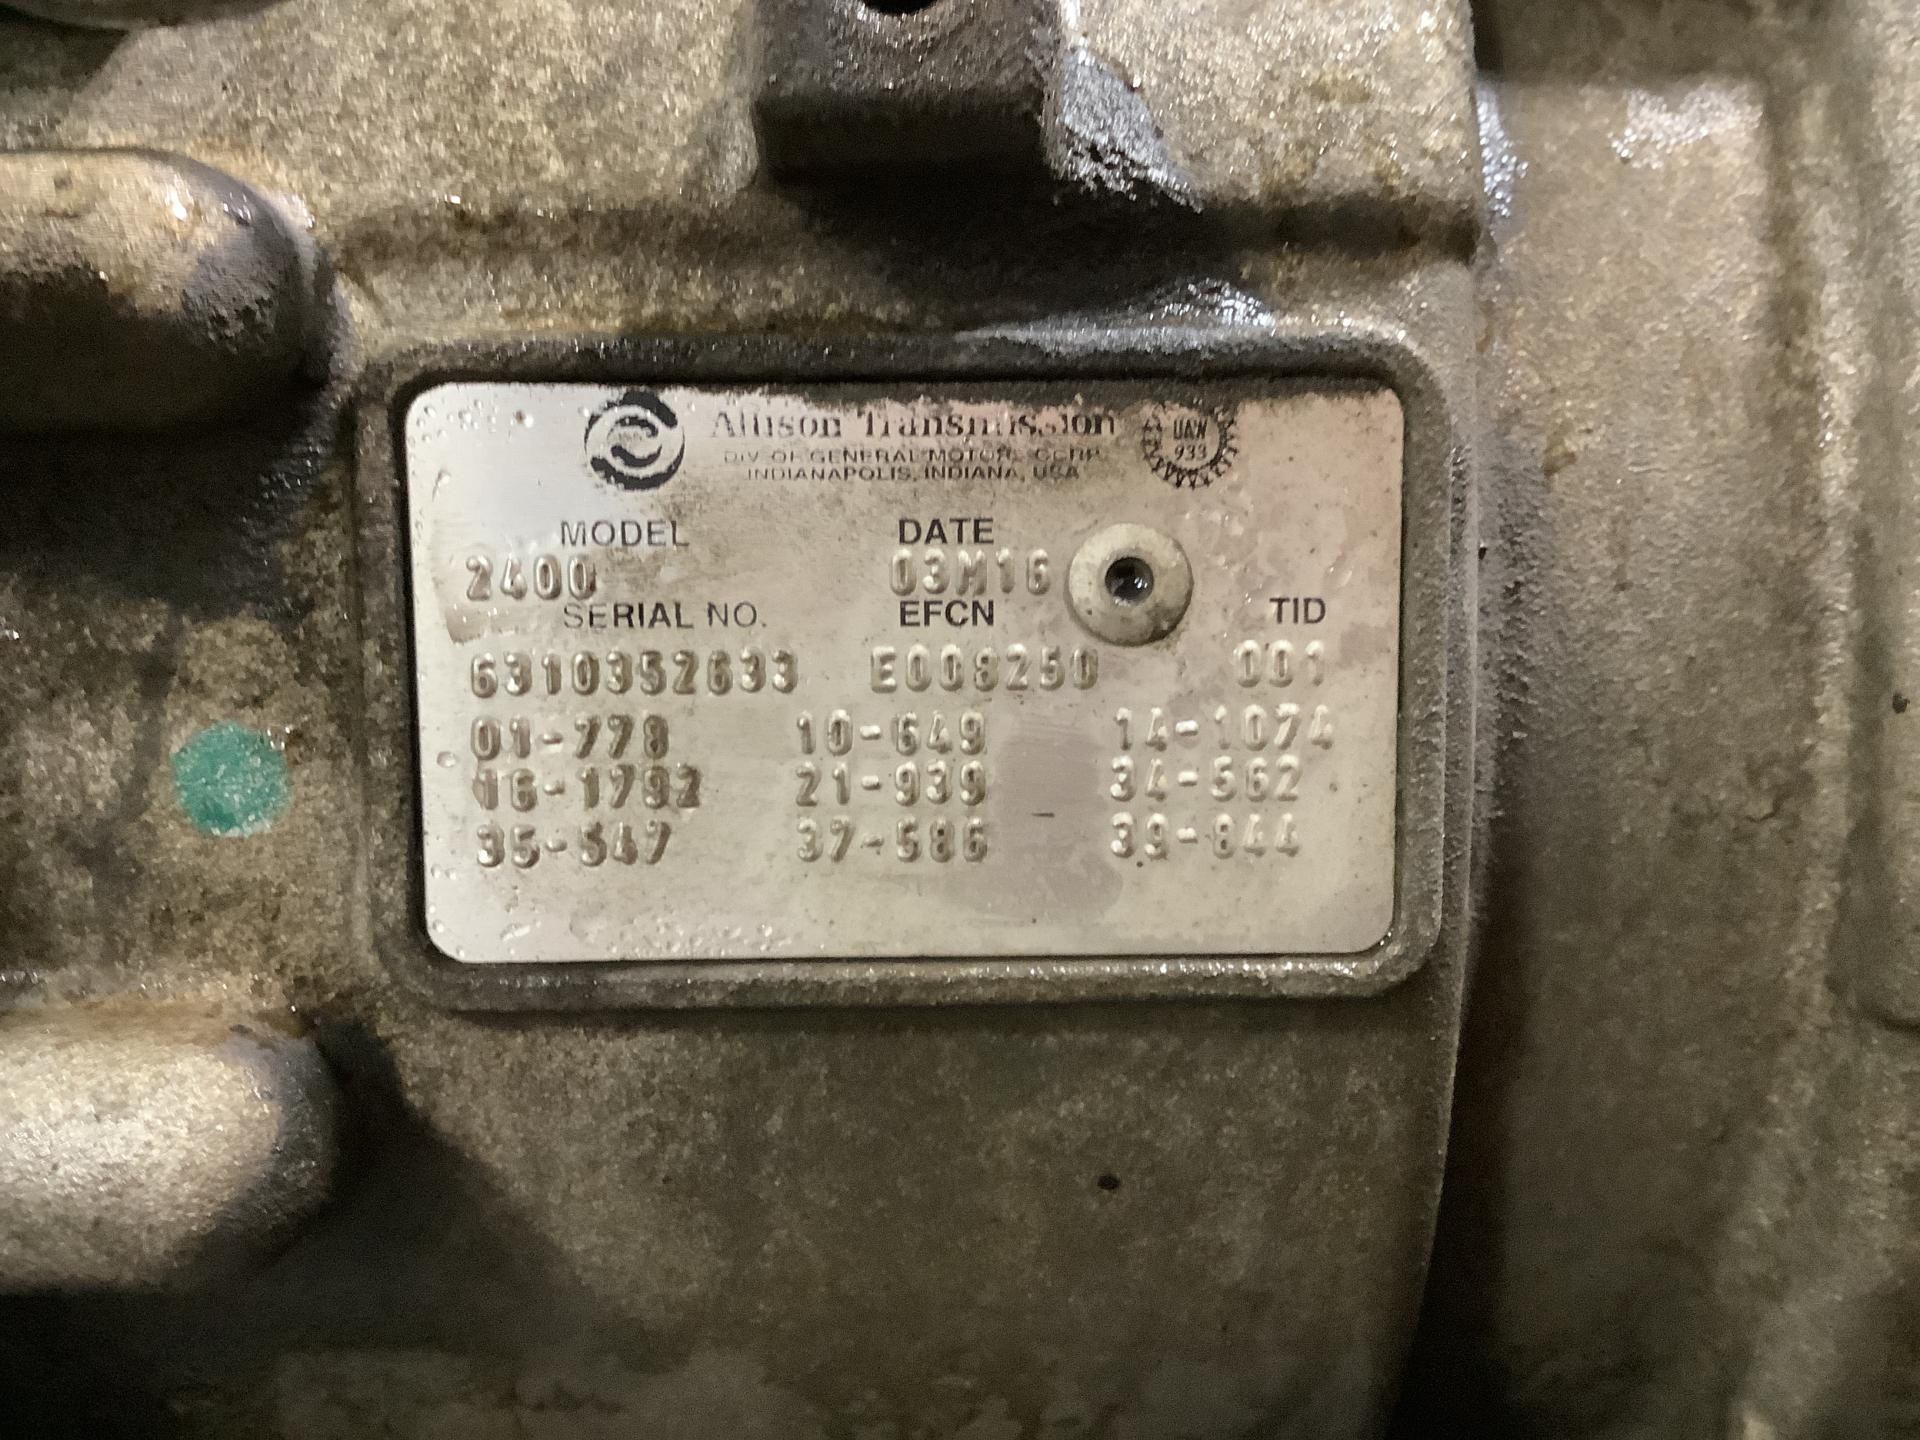 Allison Transmission
DIV. OF GENERAL MOTORS CORP.
INDIANAPOLIS, INDIANA, USA
UAW
933
MODEL DATE
2400 03M16
SERIAL NO. EFCN TID
6310352633 E008250 001
01-778 10-649 14-1074
16-1792 21-939 34-562
35-547 37-586 39-844